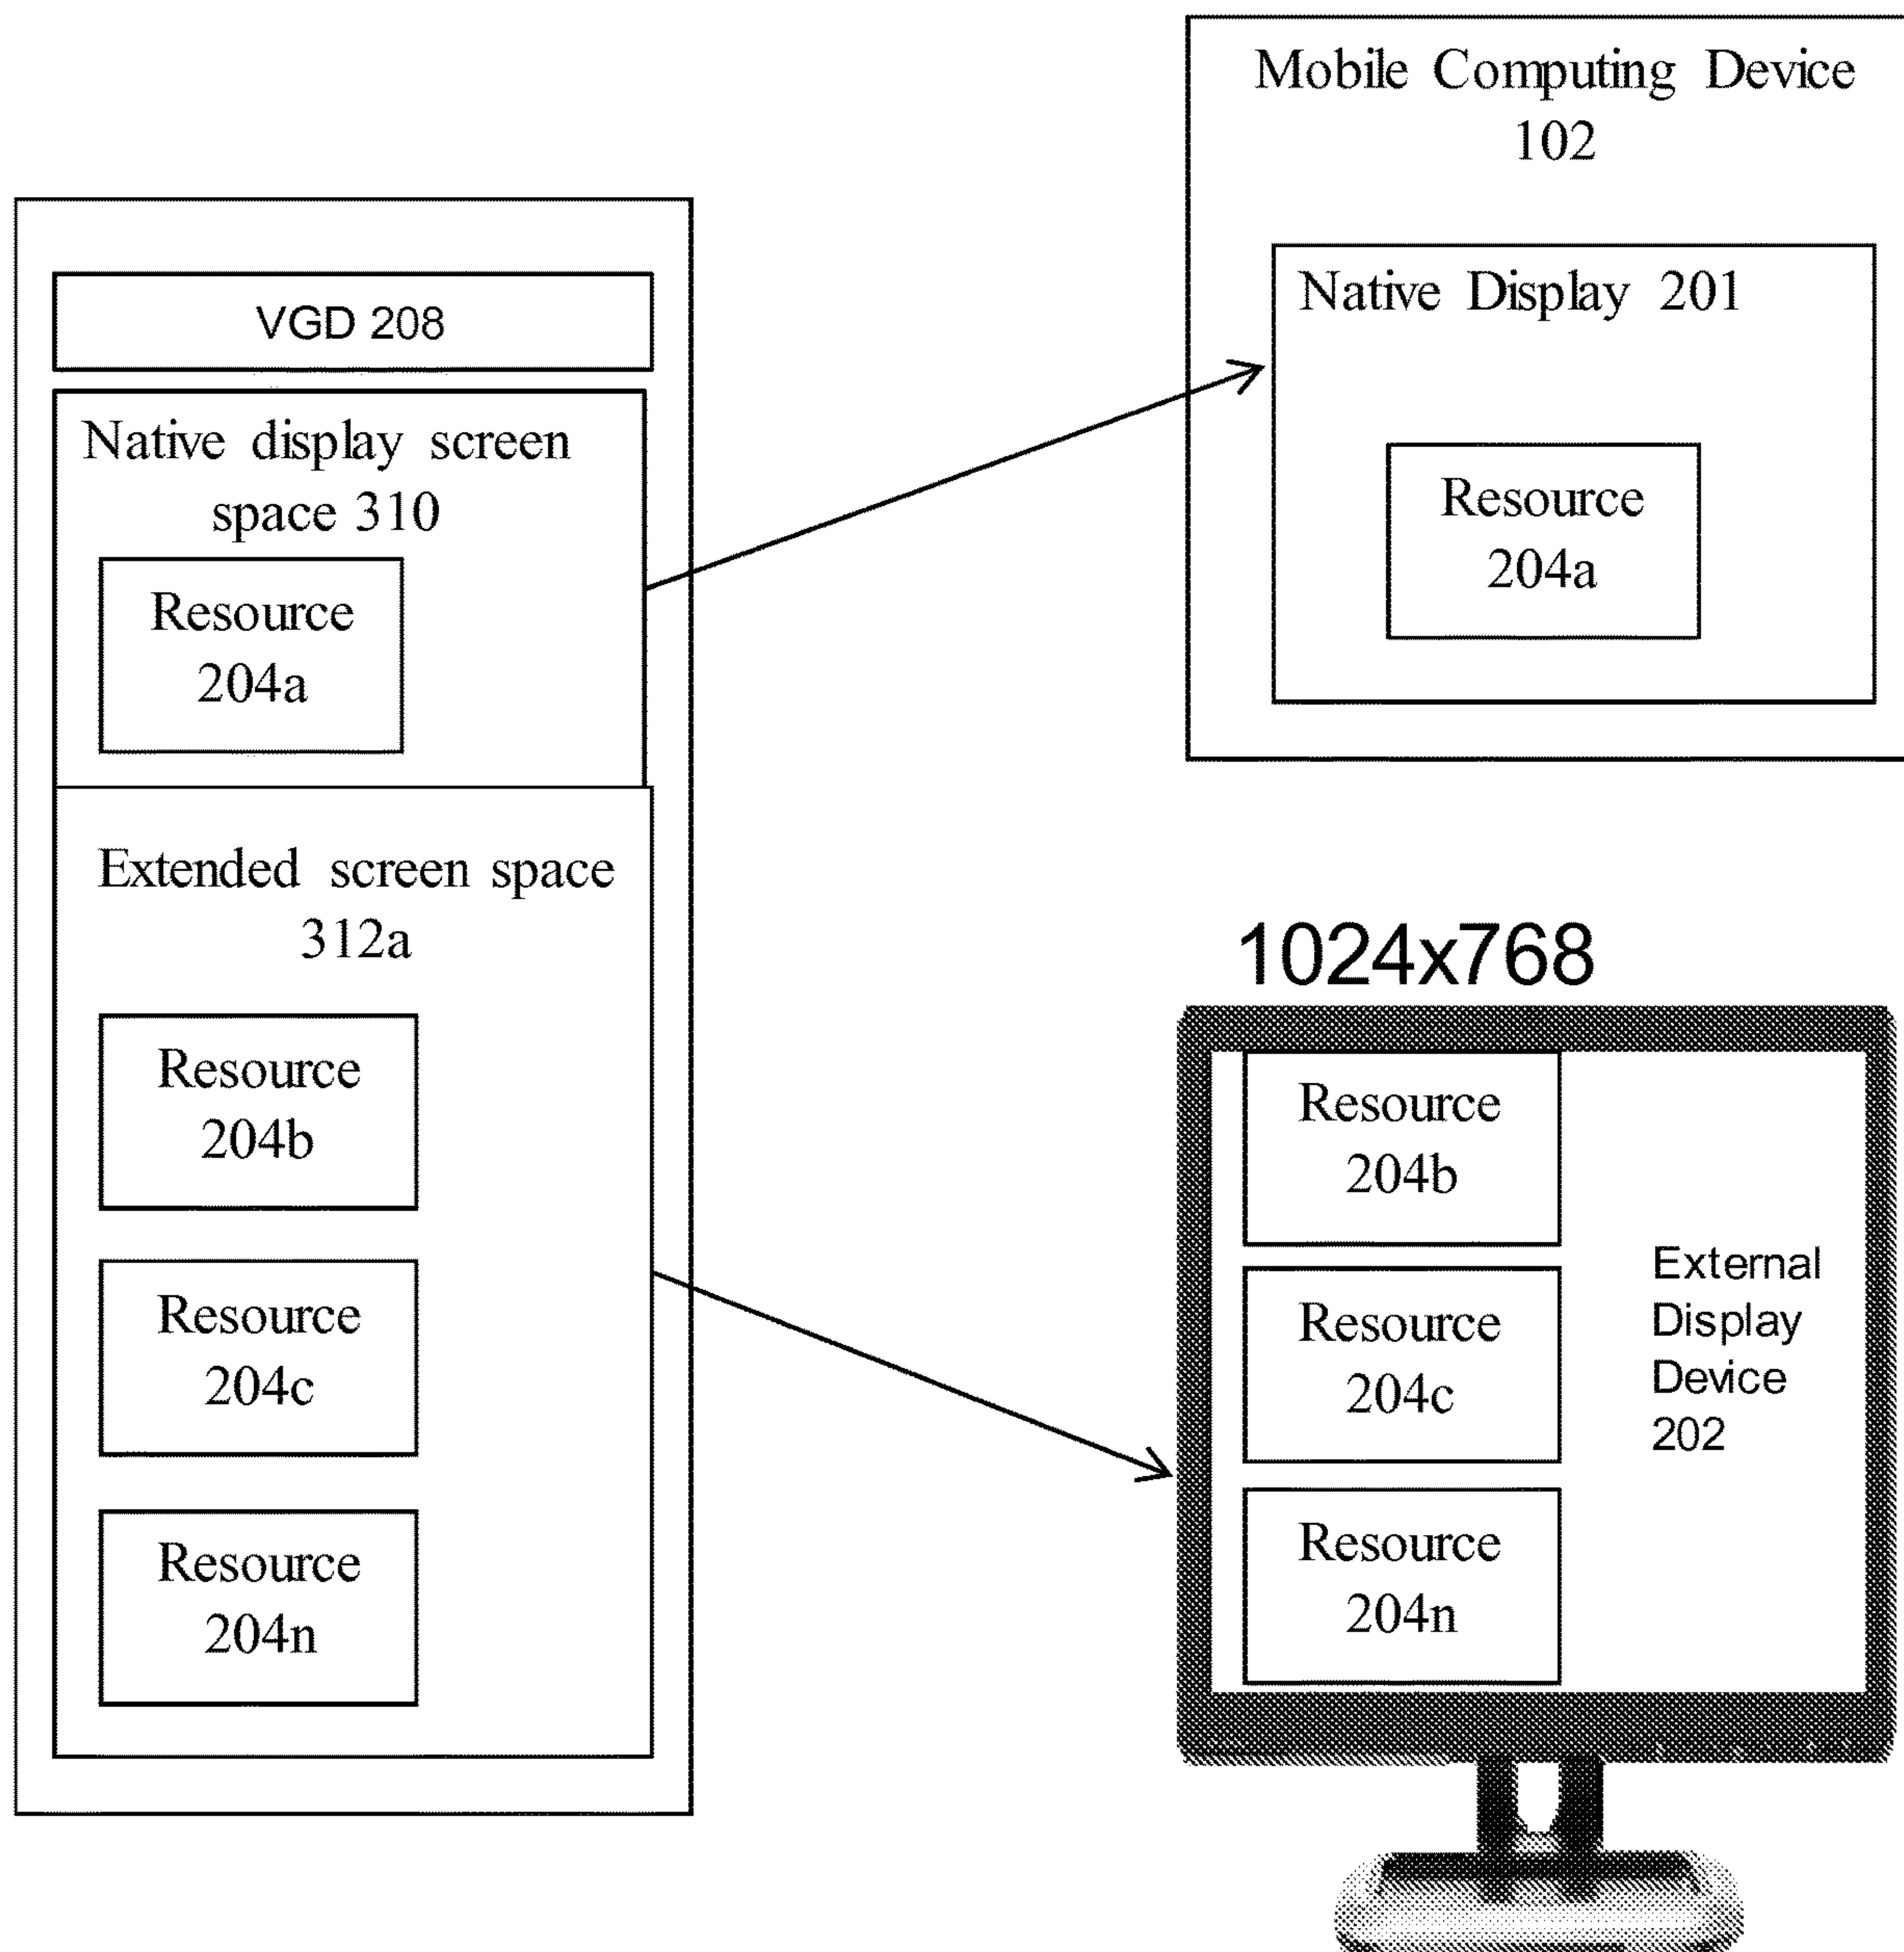 VGD 208
Native display screen
space 310
Resource
204a
Extended screen space
312a
Resource
204b
Resource
204c
Resource
204n
Mobile Computing Device
102
Native Display 201
Resource
204a
1024x768
Resource
204b
Resource
204c
Resource
204n
External
Display
Device
202